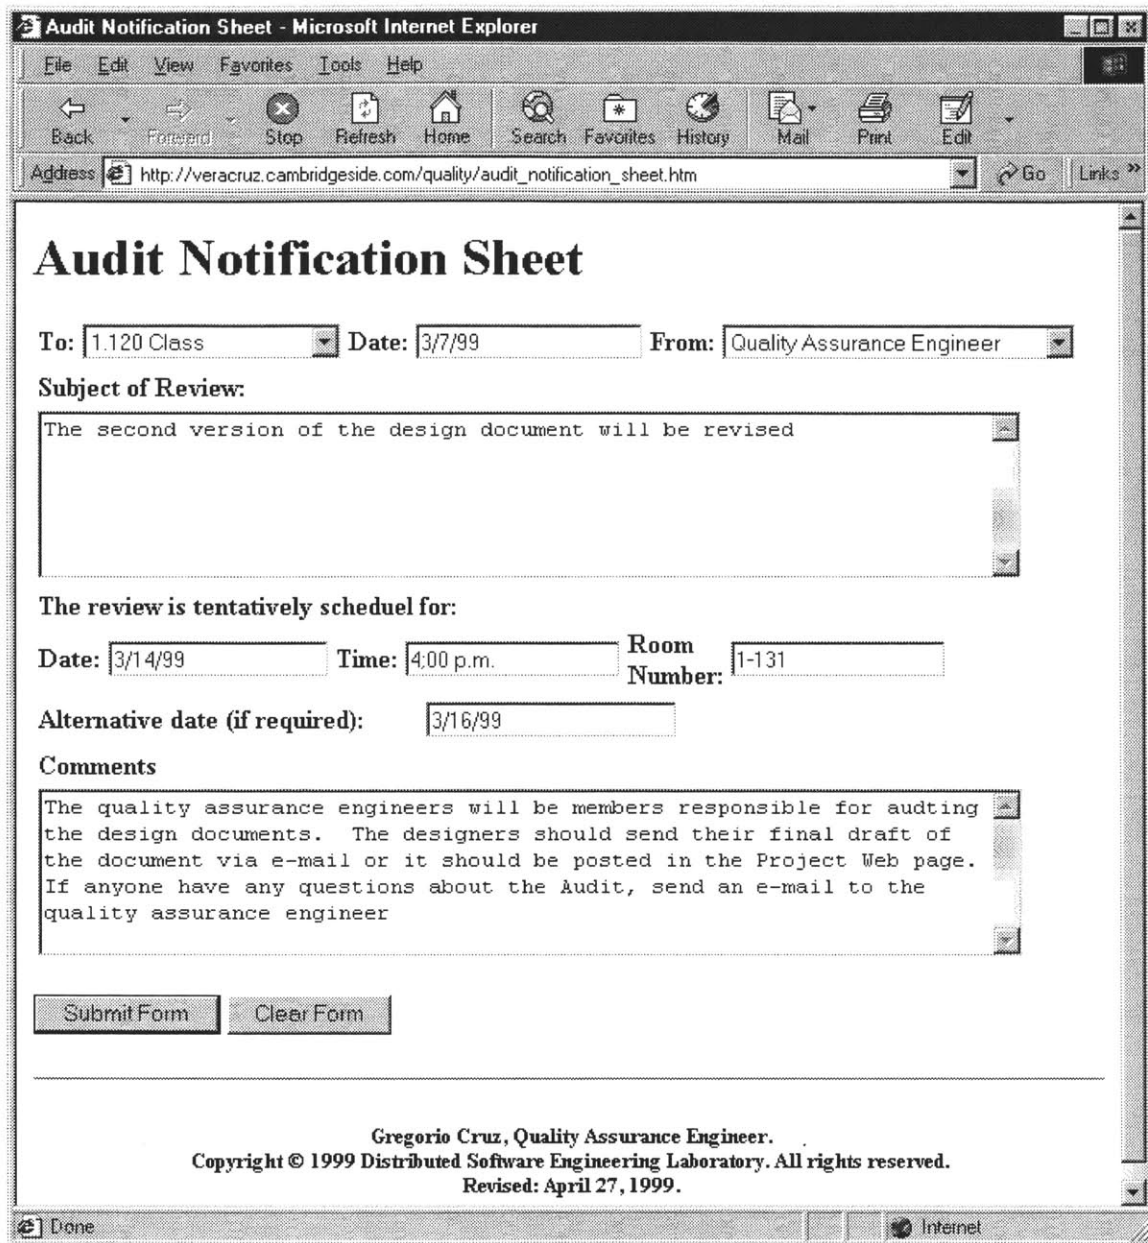 Audit Notification Sheet - Microsoft Internet Explorer
File Edit View Favorites Tools Help
Back Forward Stop Refresh Home Search Favorites History Mail Print Edit
Address http://veracruz.cambridgeside.com/quality/audit_notification_sheet.htm Go Links »
Audit Notification Sheet
To: 1.120 Class Date: 3/7/99 From: Quality Assurance Engineer
Subject of Review:
The second version of the design document will be revised
The review is tentatively scheduel for:
Date: 3/14/99 Time: 4:00 p.m. Room Number: 1-131
Alternative date (if required): 3/16/99
Comments
The quality assurance engineers will be members responsible for audting
the design documents.  The designers should send their final draft of
the document via e-mail or it should be posted in the Project Web page.
If anyone have any questions about the Audit, send an e-mail to the
quality assurance engineer
Submit Form Clear Form
Gregorio Cruz, Quality Assurance Engineer.
Copyright © 1999 Distributed Software Engineering Laboratory. All rights reserved.
Revised: April 27, 1999.
Done Internet